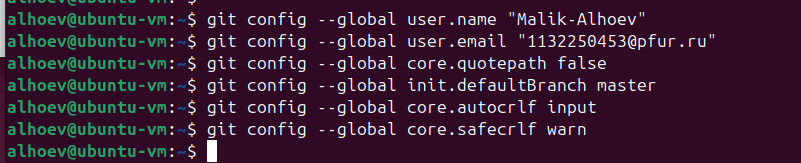 alhoev@ubuntu-vm:~$ git config --global user.name "Malik-Alhoev"
alhoev@ubuntu-vm:~$ git config --global user.email "1132250453@pfur.ru"
alhoev@ubuntu-vm:~$ git config --global core.quotepath false
alhoev@ubuntu-vm:~$ git config --global init.defaultBranch master
alhoev@ubuntu-vm:~$ git config --global core.autocrlf input
alhoev@ubuntu-vm:~$ git config --global core.safecrlf warn
alhoev@ubuntu-vm:~$